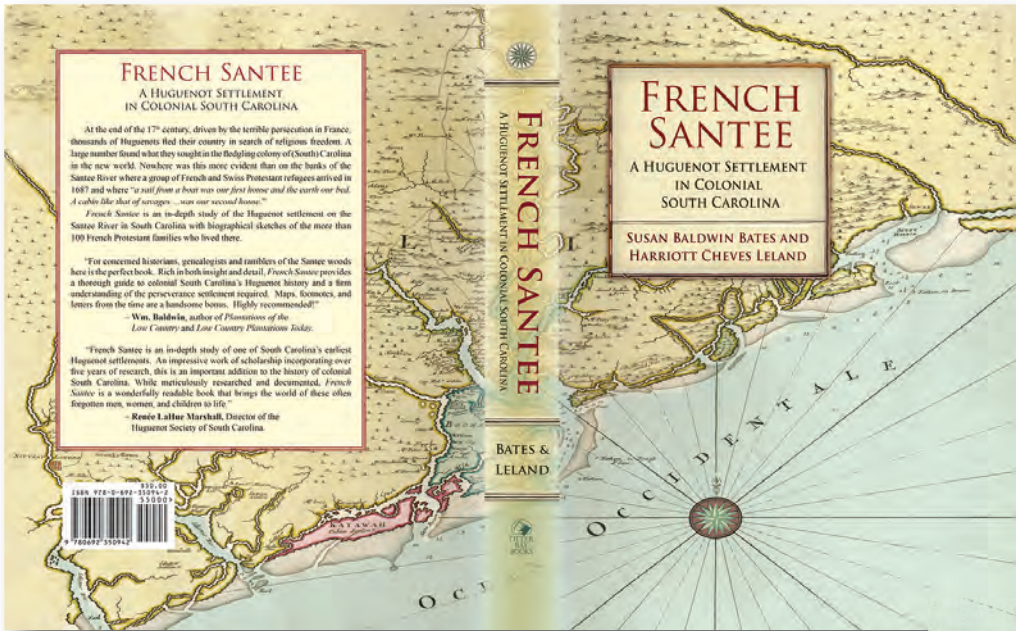 FRENCH SANTEE
A HUGUENOT SETTLEMENT
IN COLONIAL SOUTH CAROLINA
At the end of the 17th century, driven by the terrible persecution in France,
thousands of Huguenots fled their country in search of religious freedom. A
large number found what they sought in the fledgling colony of (South) Carolina
in the new world. Nowhere was this more evident than on the banks of the
Santee River where a group of French and Swiss Protestant refugees arrived in
1687 and where "a sail from a boat was our first house and the earth our bed.
A cabin like that of savages ...was our second house."
French Santee is an in-depth study of the Huguenot settlement on the
Santee River in South Carolina with biographical sketches of the more than
100 French Protestant families who lived there.
"For concerned historians, genealogists and ramblers of the Santee woods
here is the perfect book. Rich in both insight and detail, French Santee provides
a thorough guide to colonial South Carolina's Huguenot history and a firm
understanding of the perseverance settlement required. Maps, footnotes, and
letters from the time are a handsome bonus. Highly recommended!"
– Wm. Baldwin, author of Plantations of the
Low Country and Low Country Plantations Today.
"French Santee is an in-depth study of one of South Carolina's earliest
Huguenot settlements. An impressive work of scholarship incorporating over
five years of research, this is an important addition to the history of colonial
South Carolina. While meticulously researched and documented, French
Santee is a wonderfully readable book that brings the world of these often
forgotten men, women, and children to life."
– Renée LaHue Marshall, Director of the
Huguenot Society of South Carolina.
$50.00
ISBN 978-0-692-35094-2
55000>
9 780692 350942
KAYAWAH
FRENCH SANTEE
A HUGUENOT SETTLEMENT IN COLONIAL SOUTH CAROLINA
BATES &
LELAND
BOOKS
FRENCH
SANTEE
A HUGUENOT SETTLEMENT
IN COLONIAL
SOUTH CAROLINA
SUSAN BALDWIN BATES AND
HARRIOTT CHEVES LELAND
OCCIDENTALE
OCI